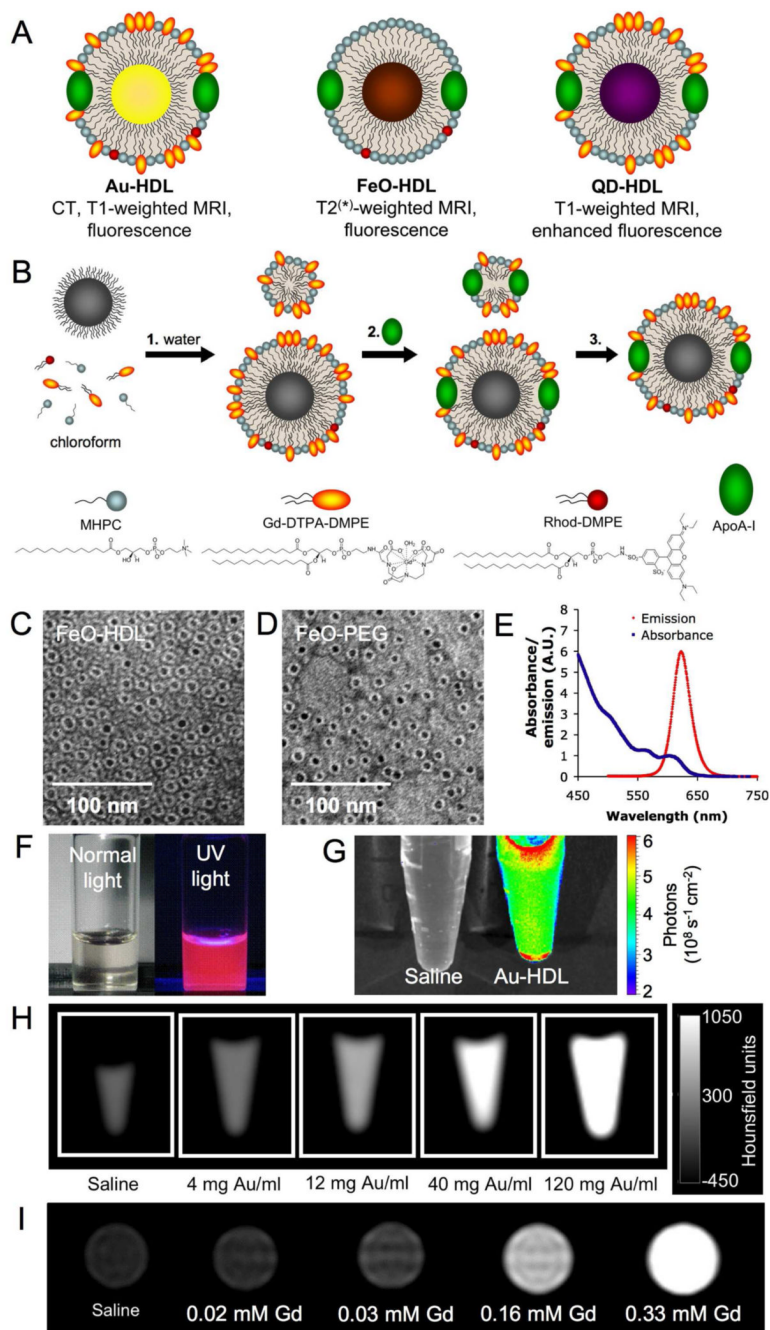 A
Au-HDL
CT, T1-weighted MRI,
fluorescence
FeO-HDL
T2(*)-weighted MRI,
fluorescence
QD-HDL
T1-weighted MRI,
enhanced fluorescence
B
1. water
2.
3.
chloroform
MHPC
Gd-DTPA-DMPE
Rhod-DMPE
ApoA-I
C
FeO-HDL
100 nm
D
FeO-PEG
100 nm
E
Emission
Absorbance
Absorbance/
emission (A.U.)
8
7
6
5
4
3
2
1
0
450
550
650
750
Wavelength (nm)
F
Normal
light
UV
light
G
Saline
Au-HDL
6
5
4
3
2
Photons
(10⁸ s⁻¹ cm⁻²)
H
Saline
4 mg Au/ml
12 mg Au/ml
40 mg Au/ml
120 mg Au/ml
1050
300
-450
Hounsfield units
I
Saline
0.02 mM Gd
0.03 mM Gd
0.16 mM Gd
0.33 mM Gd